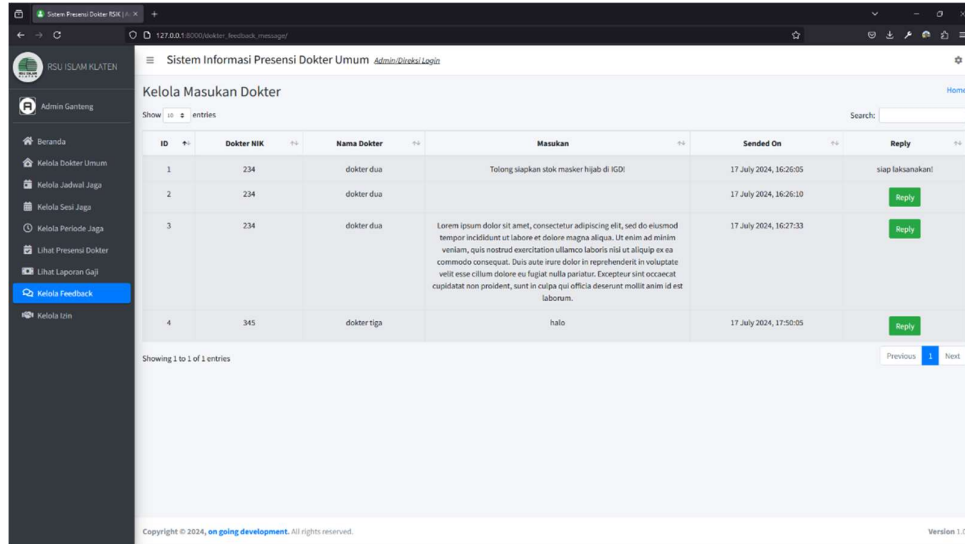 Sistem Presensi Dokter RSIK |
127.0.0.1:8000/dokter_feedback_message/
RSU ISLAM KLATEN
Sistem Informasi Presensi Dokter Umum Admin/Direksi Login
Admin Ganteng
Beranda
Kelola Dokter Umum
Kelola Jadwal Jaga
Kelola Sesi Jaga
Kelola Periode Jaga
Lihat Presensi Dokter
Lihat Laporan Gaji
Kelola Feedback
Kelola Izin
Kelola Masukan Dokter
Home
Show 10 entries
Search:
ID Dokter NIK Nama Dokter Masukan Sended On Reply
1 234 dokter dua Tolong siapkan stok masker hijab di IGD! 17 July 2024, 16:26:05 siap laksanakan!
2 234 dokter dua 17 July 2024, 16:26:10 Reply
3 234 dokter dua Lorem ipsum dolor sit amet, consectetur adipiscing elit, sed do eiusmod 17 July 2024, 16:27:33 Reply
tempor incididunt ut labore et dolore magna aliqua. Ut enim ad minim
veniam, quis nostrud exercitation ullamco laboris nisi ut aliquip ex ea
commodo consequat. Duis aute irure dolor in reprehenderit in voluptate
velit esse cillum dolore eu fugiat nulla pariatur. Excepteur sint occaecat
cupidatat non proident, sunt in culpa qui officia deserunt mollit anim id est
laborum.
4 345 dokter tiga halo 17 July 2024, 17:50:05 Reply
Showing 1 to 1 of 1 entries
Previous 1 Next
Copyright © 2024, on going development. All rights reserved.
Version 1.0